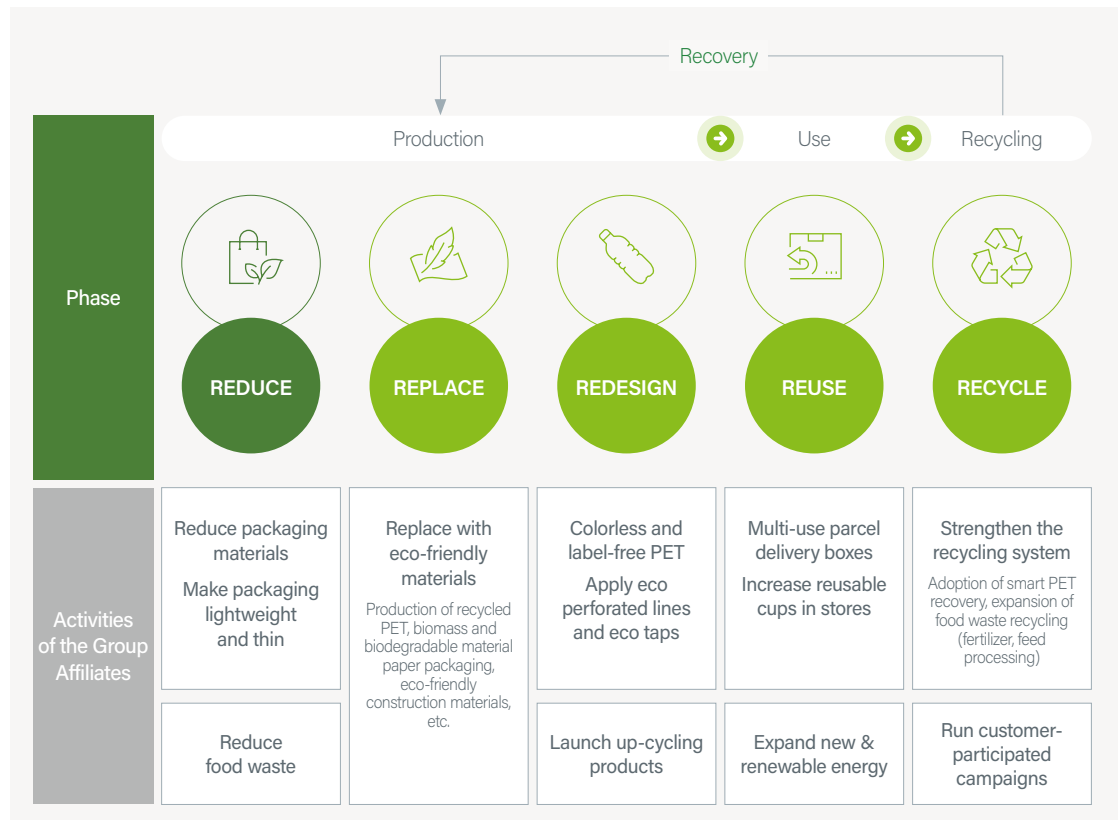 Recovery
Production
Use
Recycling
Phase
REDUCE
REPLACE
REDESIGN
REUSE
RECYCLE
Activities
of the Group
Affiliates
Reduce packaging
materials
Make packaging
lightweight
and thin
Reduce
food waste
Replace with
eco-friendly
materials
Production of recycled
PET, biomass and
biodegradable material
paper packaging,
eco-friendly
construction materials,
etc.
Colorless and
label-free PET
Apply eco
perforated lines
and eco taps
Launch up-cycling
products
Multi-use parcel
delivery boxes
Increase reusable
cups in stores
Expand new &
renewable energy
Strengthen the
recycling system
Adoption of smart PET
recovery, expansion of
food waste recycling
(fertilizer, feed
processing)
Run customer-
participated
campaigns